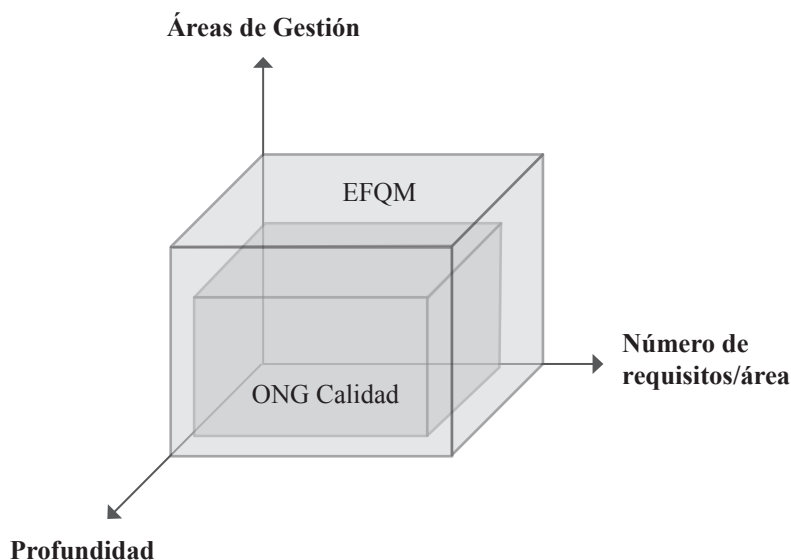 Áreas de Gestión
EFQM
Número de
requisitos/área
ONG Calidad
Profundidad